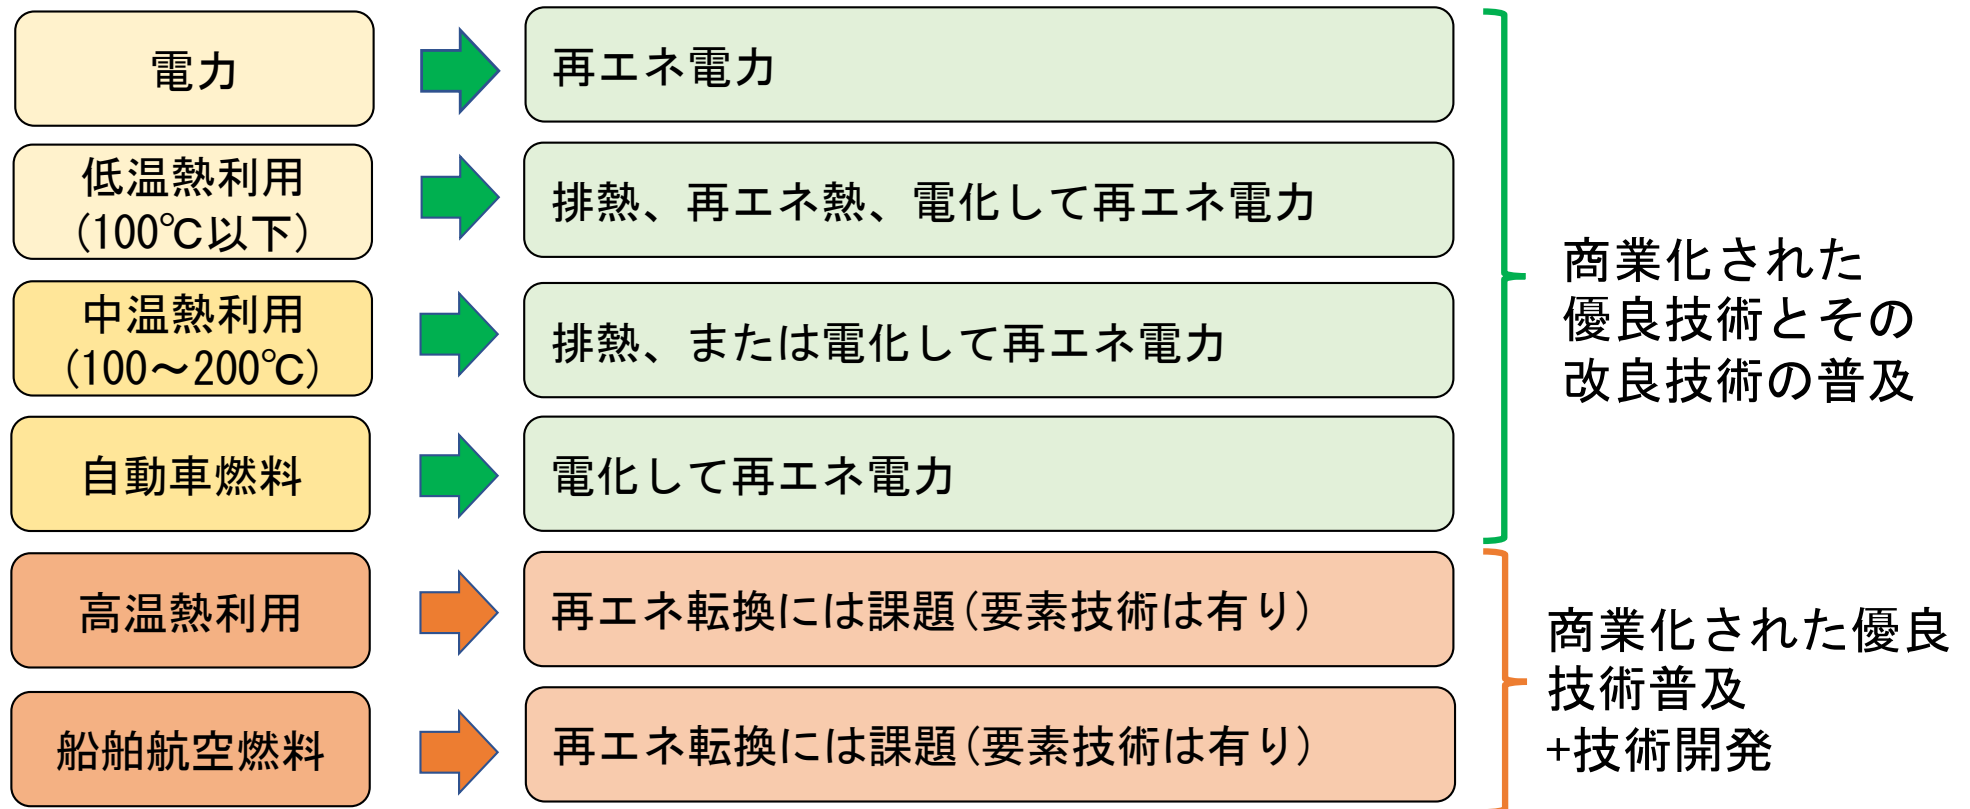 電力
再エネ電力
低温熱利用
(100℃以下)
排熱、再エネ熱、電化して再エネ電力
中温熱利用
(100～200℃)
排熱、または電化して再エネ電力
自動車燃料
電化して再エネ電力
商業化された
優良技術とその
改良技術の普及
高温熱利用
再エネ転換には課題(要素技術は有り)
船舶航空燃料
再エネ転換には課題(要素技術は有り)
商業化された優良
技術普及
+技術開発